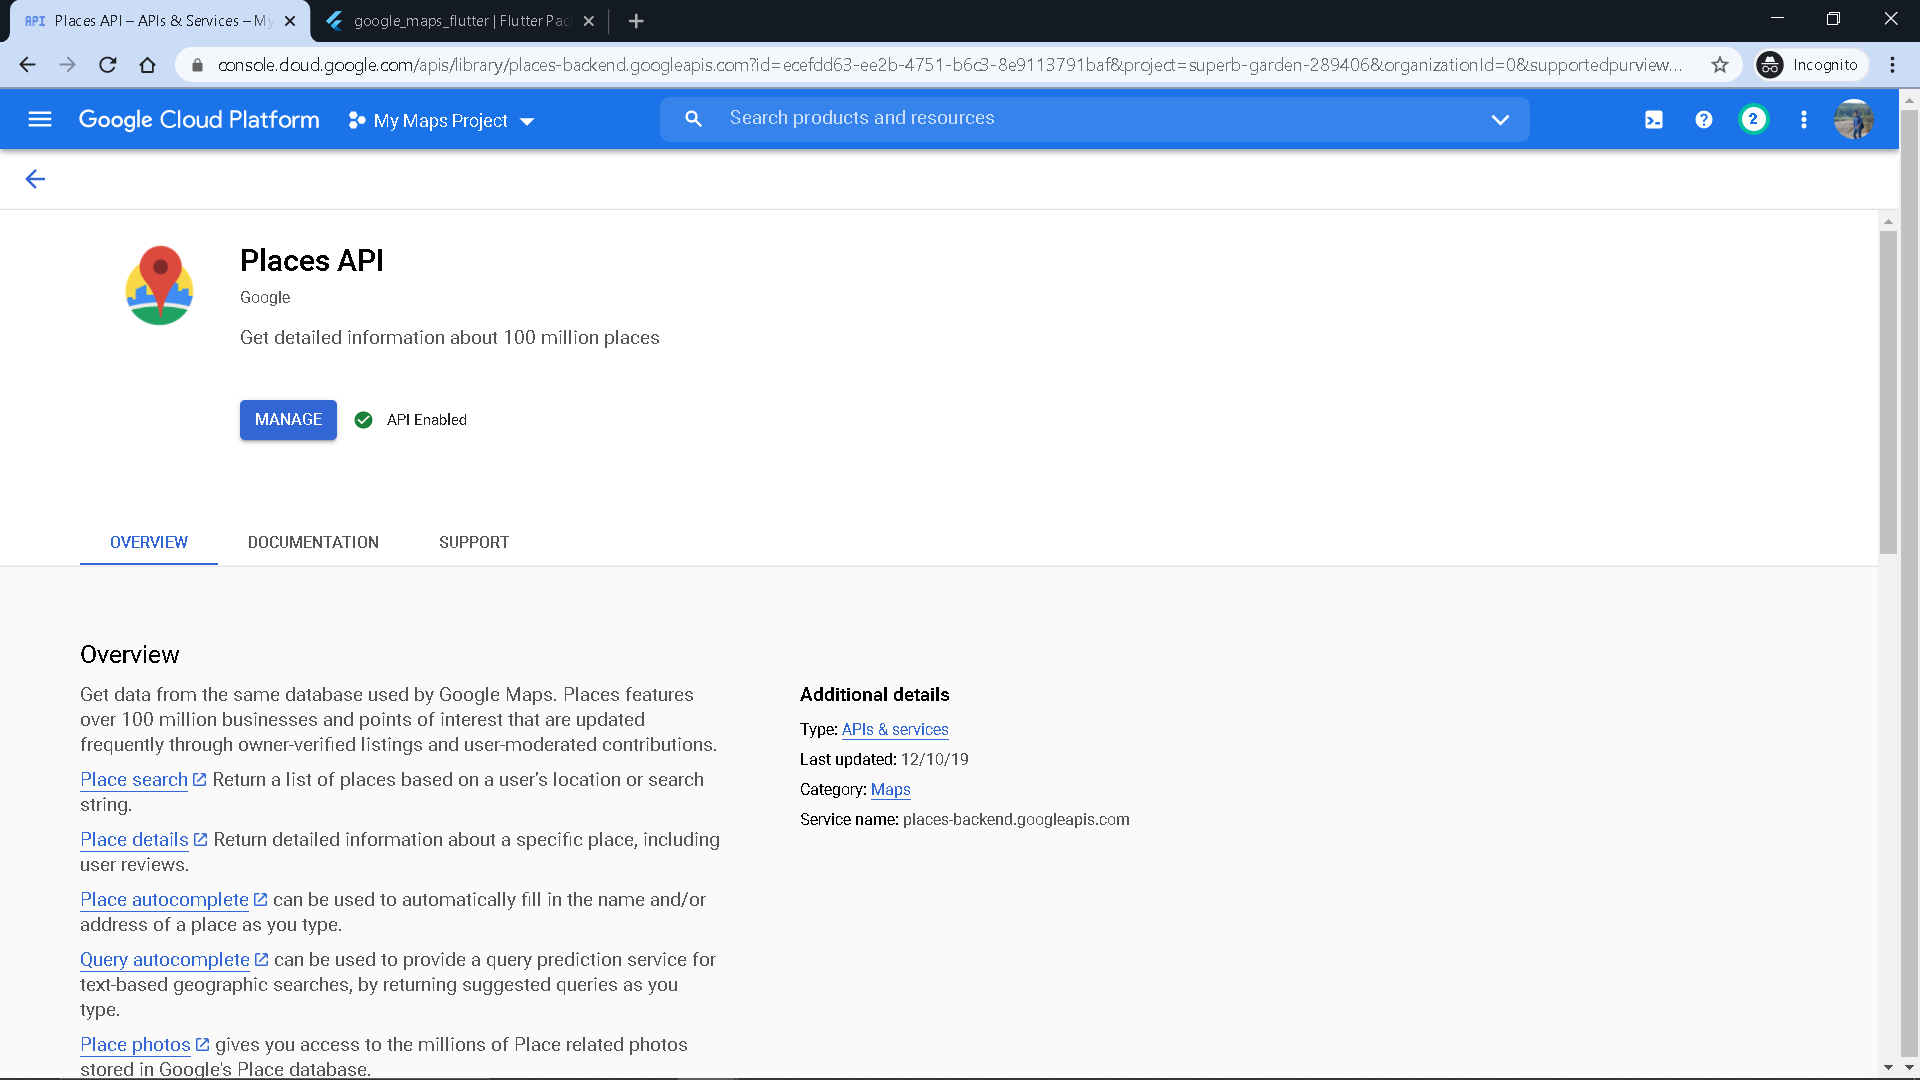 API Places API – APIs & Services – My
google_maps_flutter | Flutter Pac
console.cloud.google.com/apis/library/places-backend.googleapis.com?id=ecefdd63-ee2b-4751-b6c3-8e9113791baf&project=superb-garden-289406&organizationId=0&supportedpurview...
Incognito
Google Cloud Platform
My Maps Project
Search products and resources
2
Places API
Google
Get detailed information about 100 million places
MANAGE
API Enabled
OVERVIEW
DOCUMENTATION
SUPPORT
Overview
Get data from the same database used by Google Maps. Places features
over 100 million businesses and points of interest that are updated
frequently through owner-verified listings and user-moderated contributions.
Place search Return a list of places based on a user's location or search
string.
Place details Return detailed information about a specific place, including
user reviews.
Place autocomplete can be used to automatically fill in the name and/or
address of a place as you type.
Query autocomplete can be used to provide a query prediction service for
text-based geographic searches, by returning suggested queries as you
type.
Place photos gives you access to the millions of Place related photos
stored in Google's Place database.
Additional details
Type: APIs & services
Last updated: 12/10/19
Category: Maps
Service name: places-backend.googleapis.com